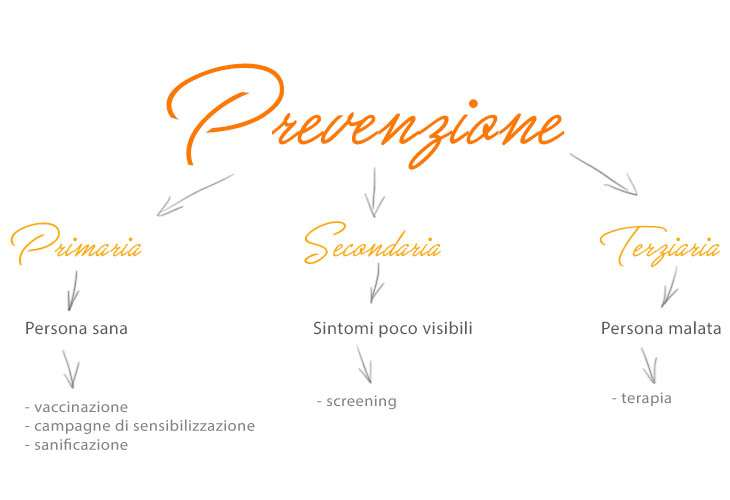 Prevenzione
Primaria
Secondaria
Terziaria
Persona sana
Sintomi poco visibili
Persona malata
- vaccinazione
- campagne di sensibilizzazione
- sanificazione
- screening
- terapia